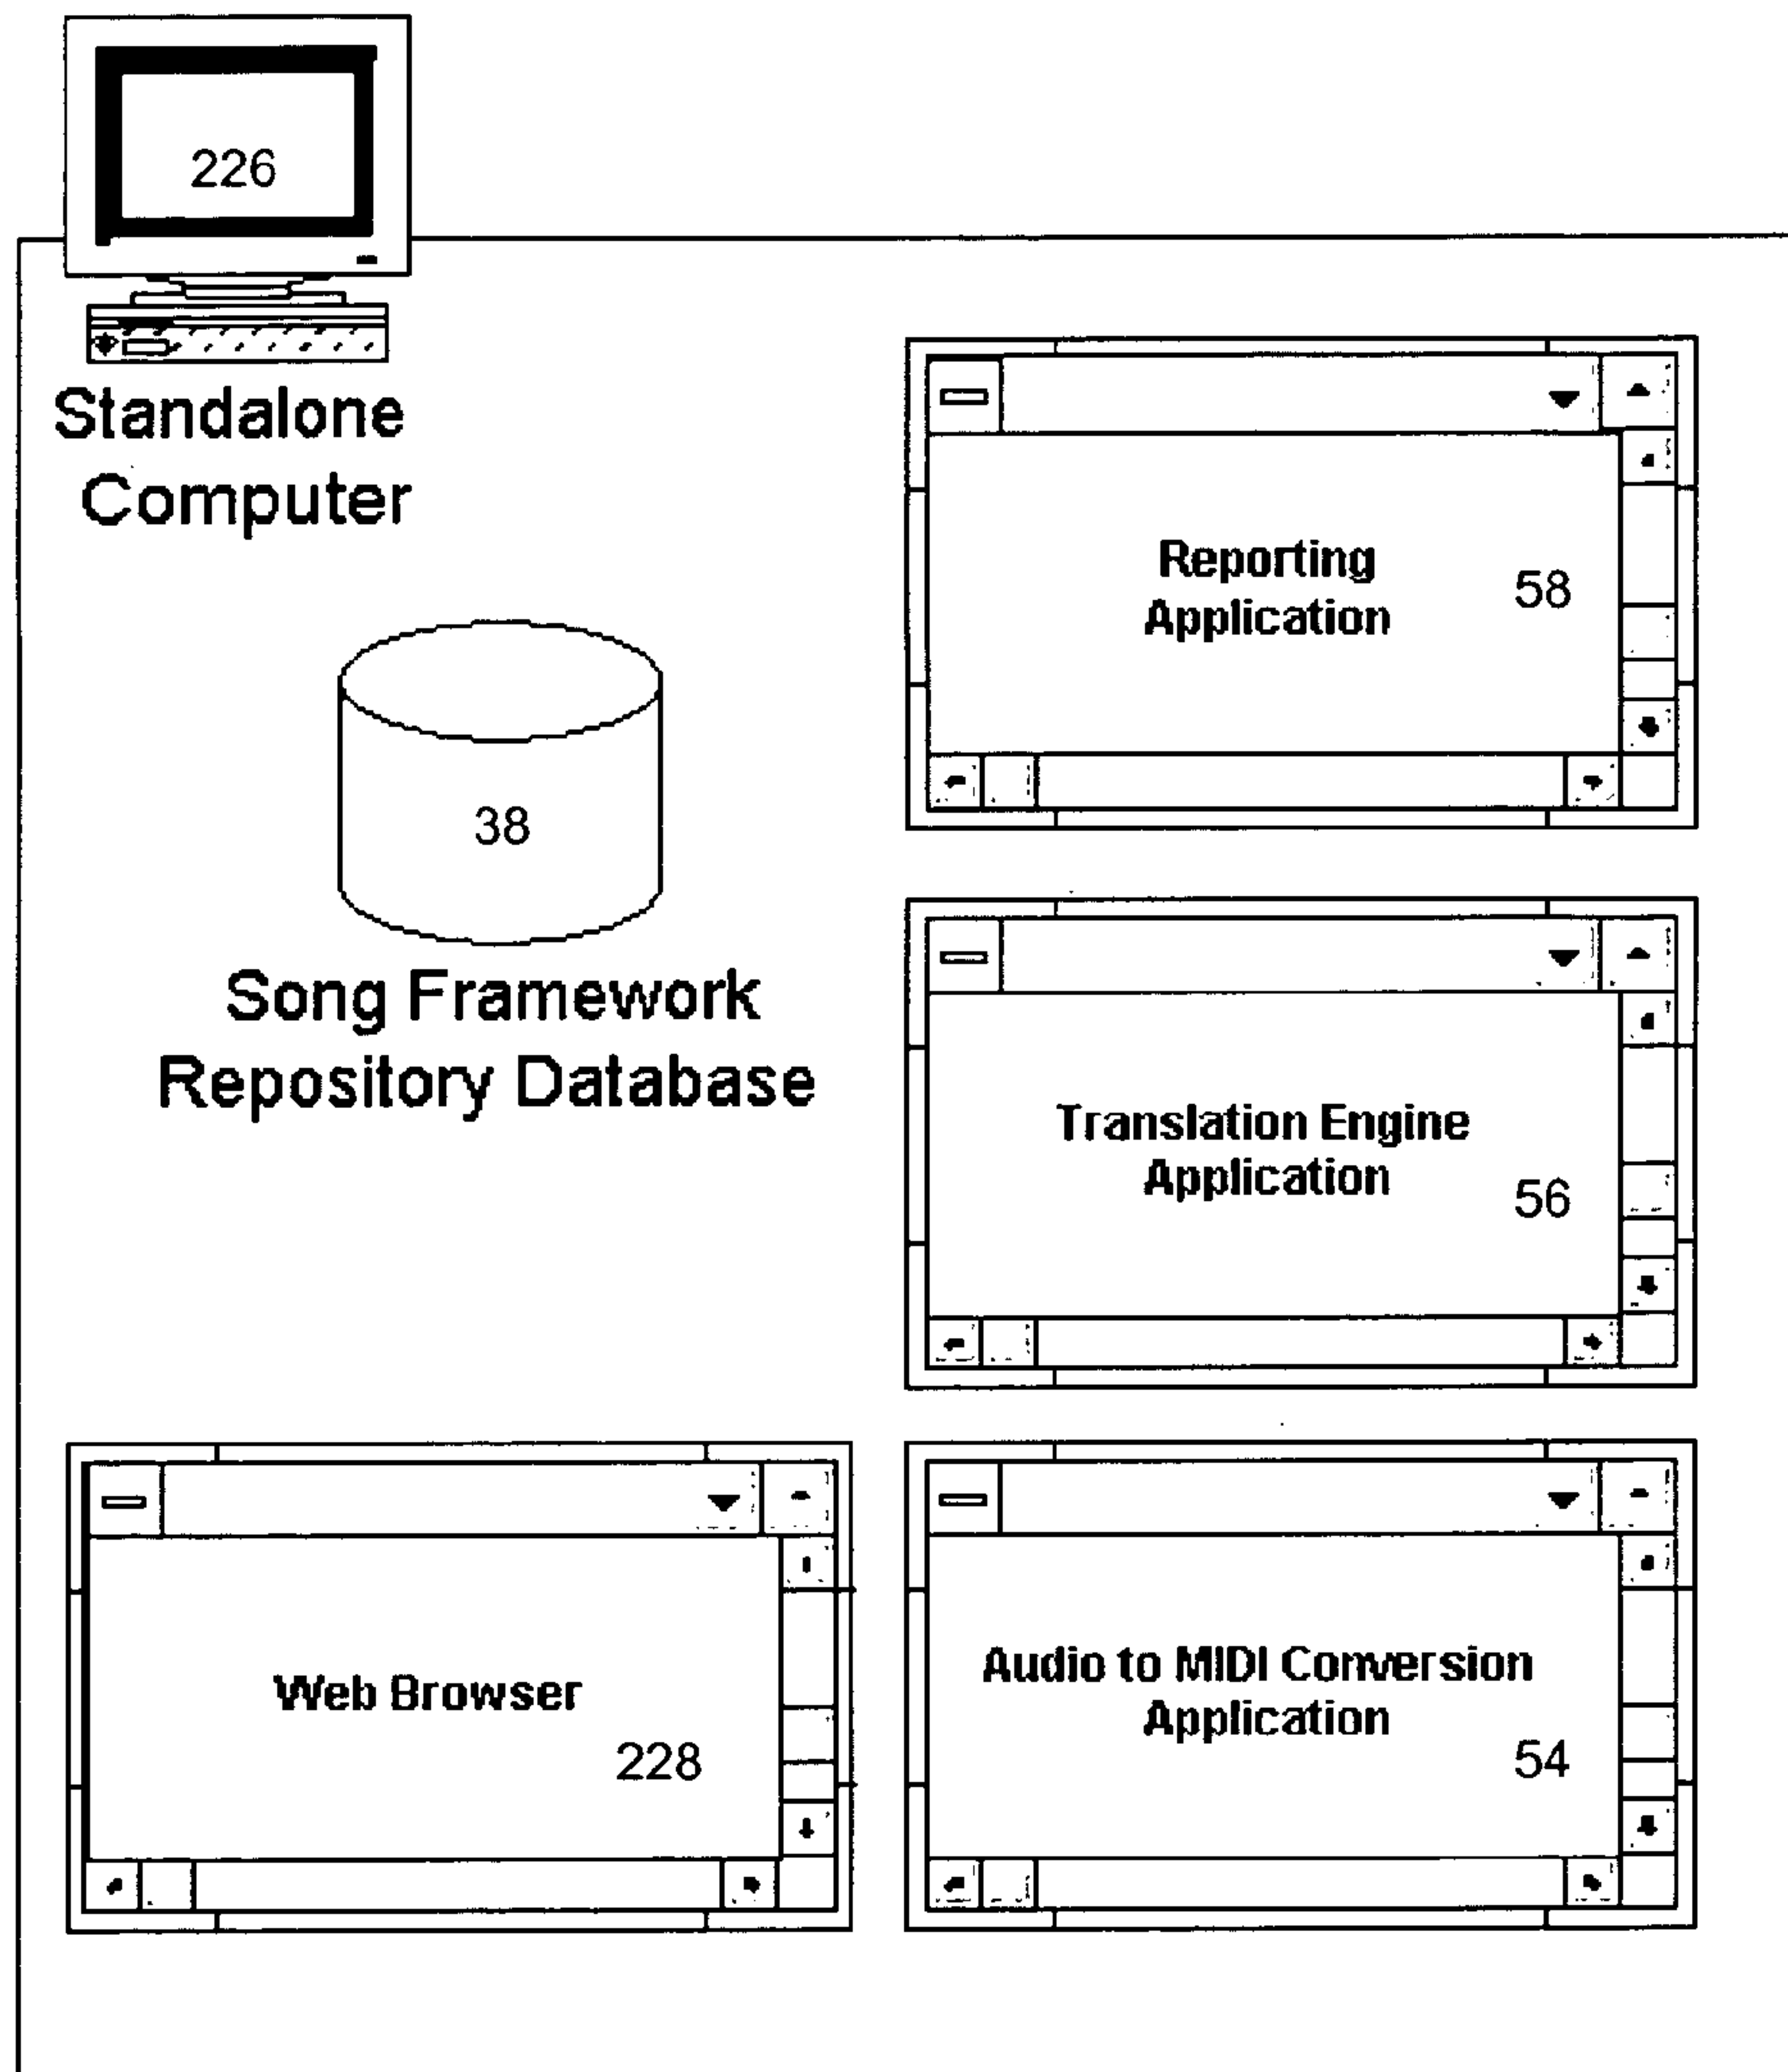 226
Standalone
Computer
Reporting
Application
58
38
Song Framework
Repository Database
Translation Engine
Application
56
Web Browser
228
Audio to MIDI Conversion
Application
54